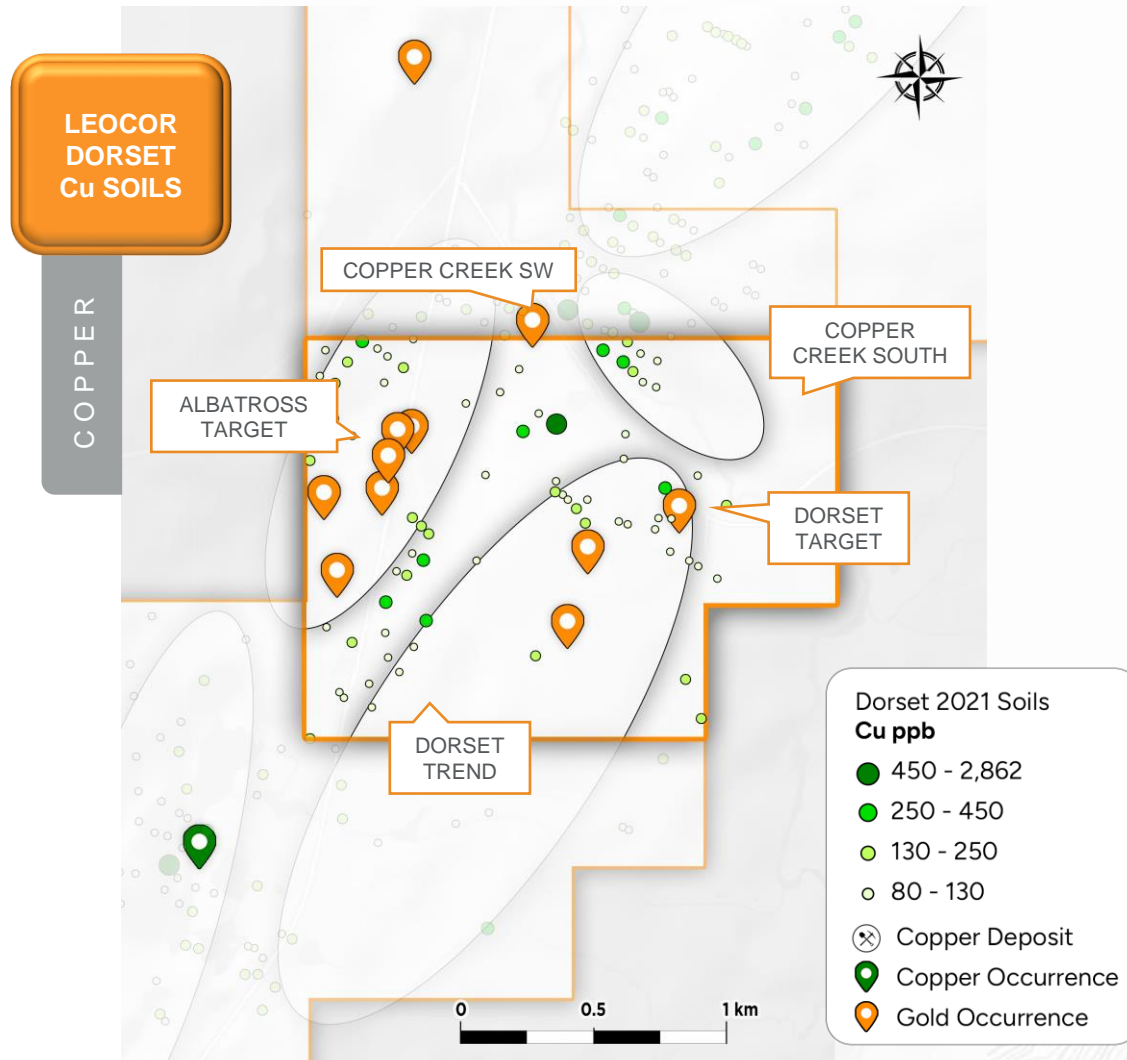 LEOCOR
DORSET
Cu SOILS
COPPER
COPPER CREEK SW
COPPER
CREEK SOUTH
ALBATROSS
TARGET
DORSET
TARGET
DORSET
TREND
Dorset 2021 Soils
Cu ppb
450 - 2,862
250 - 450
130 - 250
80 - 130
Copper Deposit
Copper Occurrence
Gold Occurrence
0 0.5 1 km